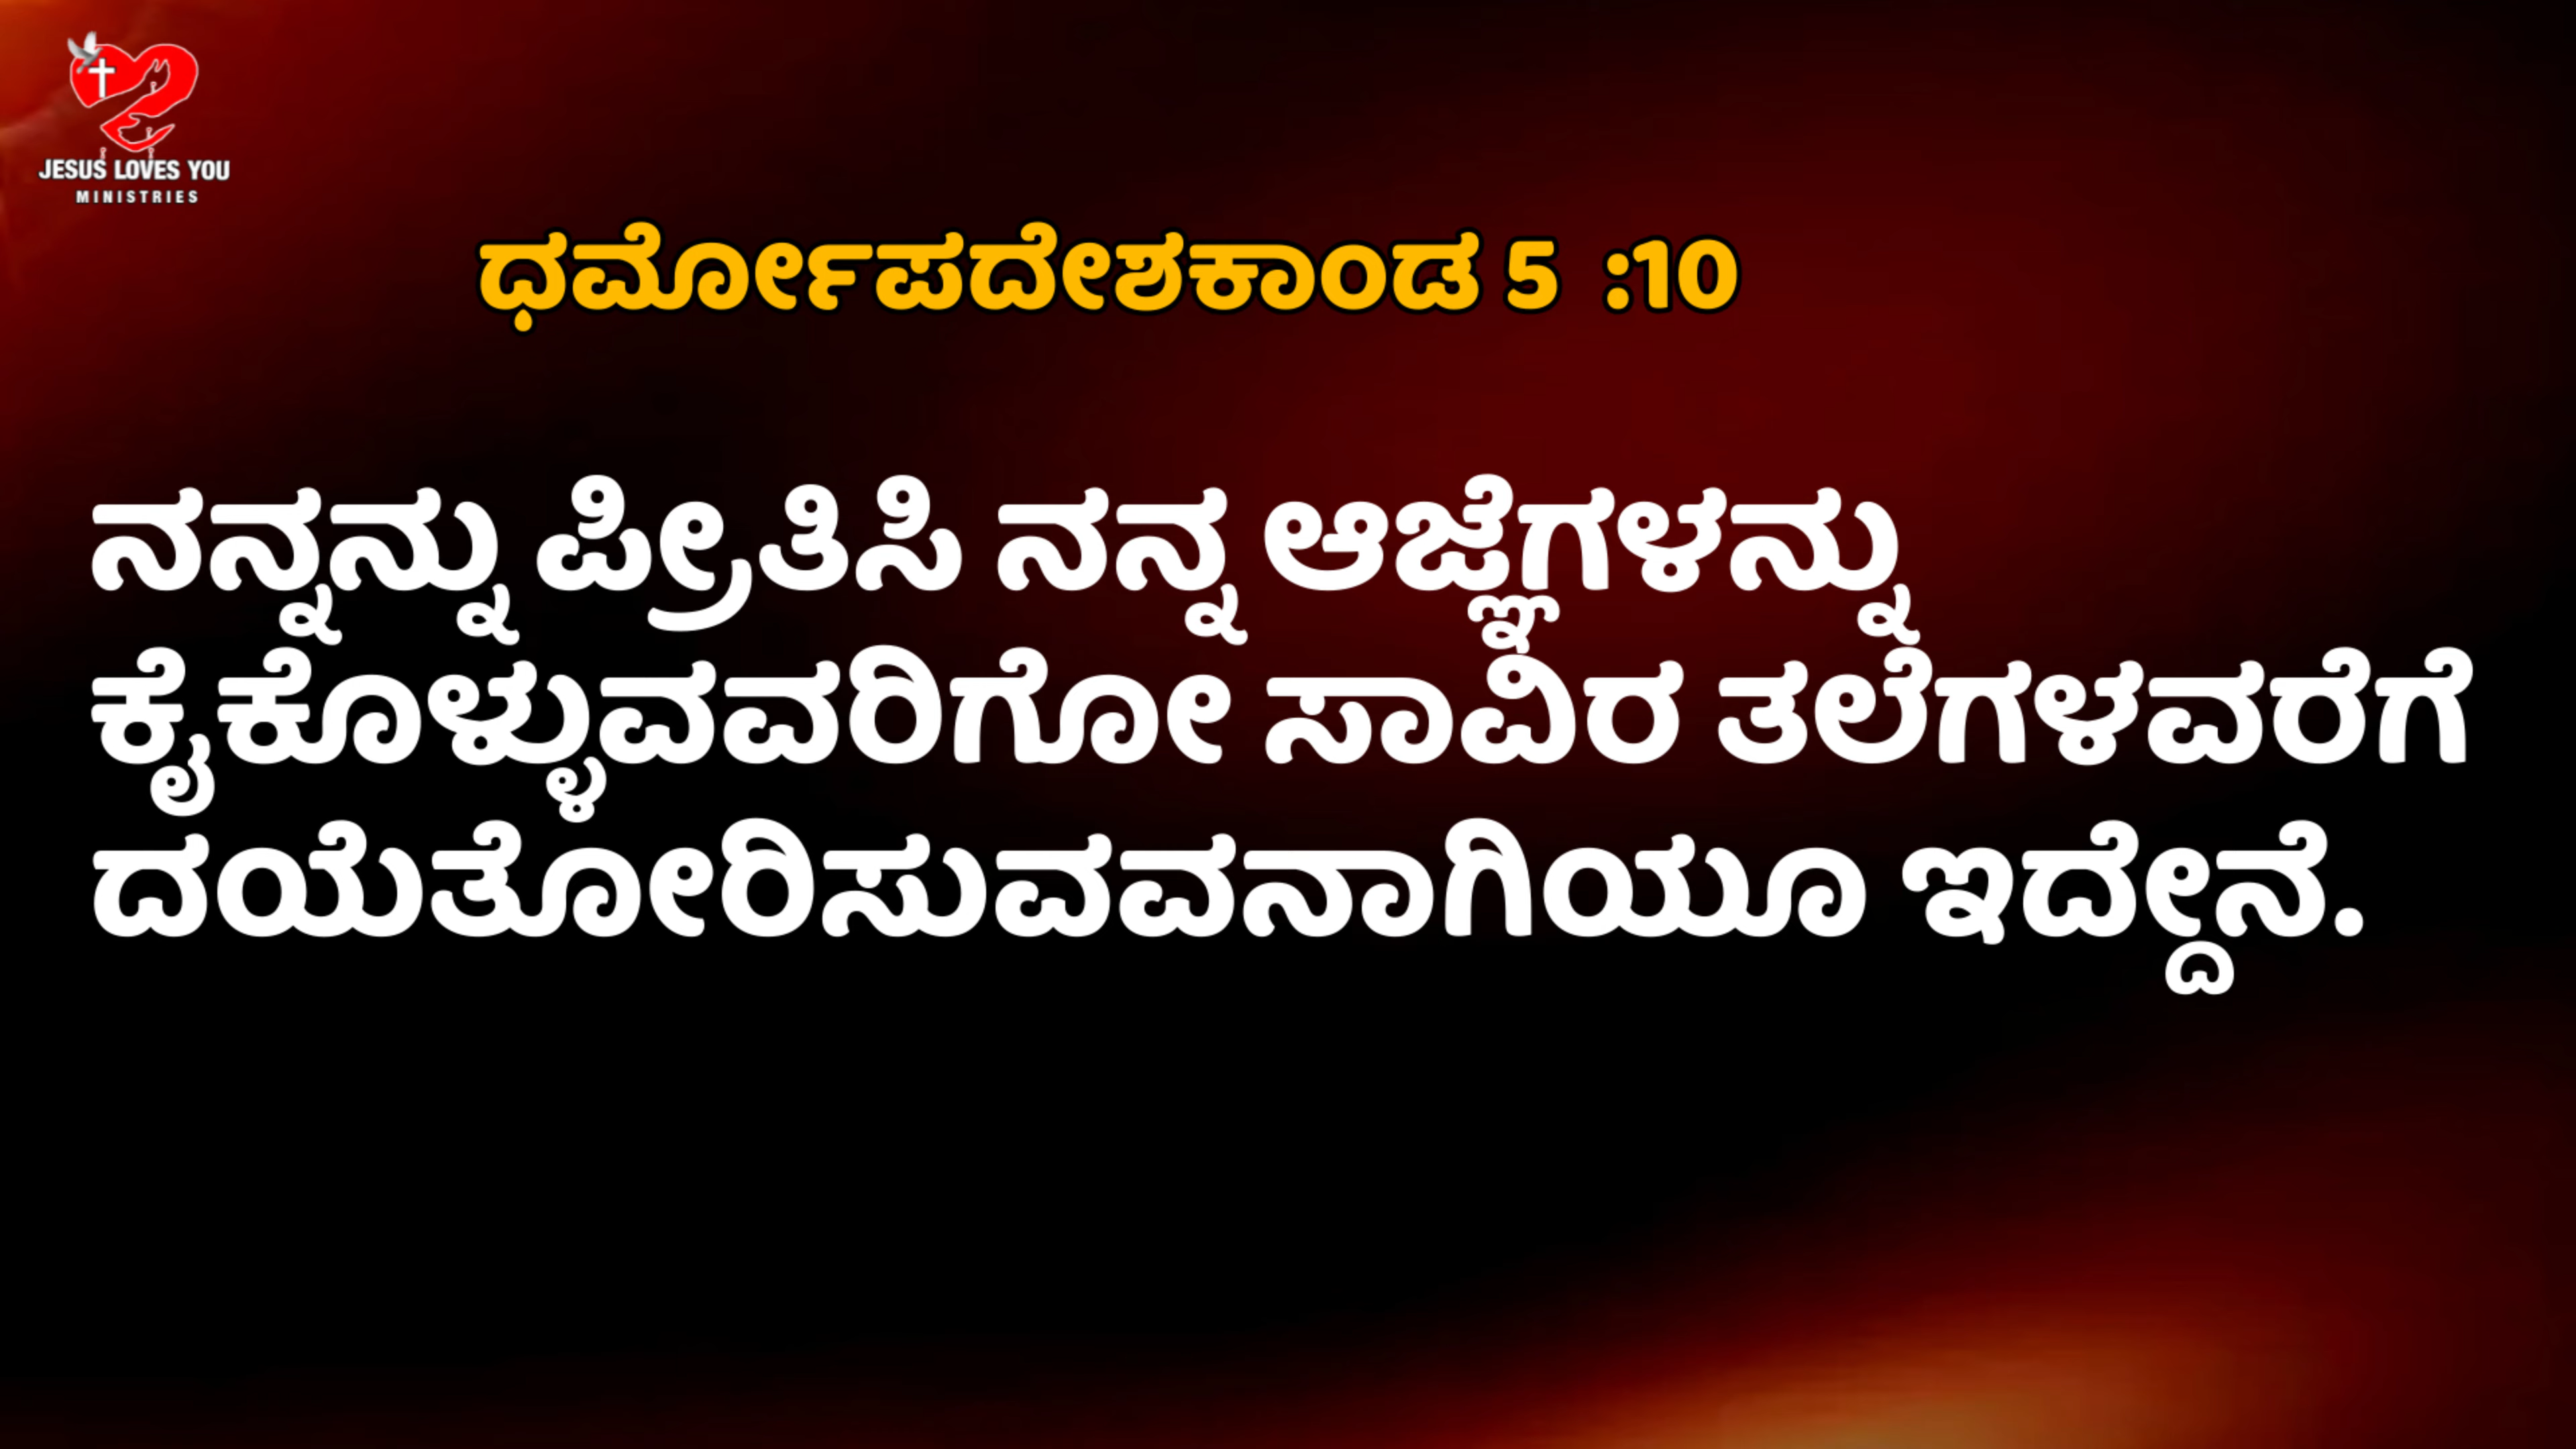 JESUS LOVES YOU
MINISTRIES
ಧರ್ಮೋಪದೇಶಕಾಂಡ 5 :10
ನನ್ನನ್ನು ಪ್ರೀತಿಸಿ ನನ್ನ ಆಜ್ಞೆಗಳನ್ನು
ಕೈಕೊಳ್ಳುವವರಿಗೋ ಸಾವಿರ ತಲೆಗಳವರೆಗೆ
ದಯೆತೋರಿಸುವವನಾಗಿಯೂ ಇದ್ದೇನೆ.